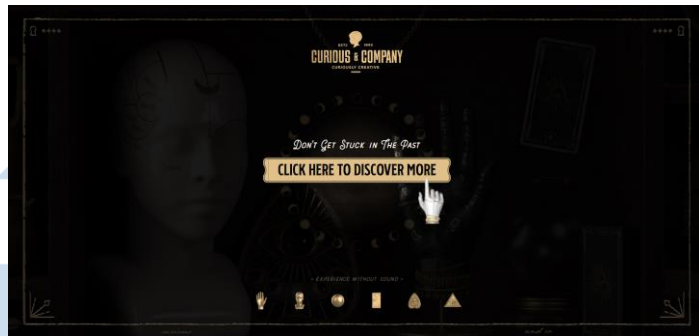 CURIOUS & COMPANY
CURIOUSLY CREATIVE
Don't Get Stuck in The Past
CLICK HERE TO DISCOVER MORE
- EXPERIENCE WITHOUT SOUND -